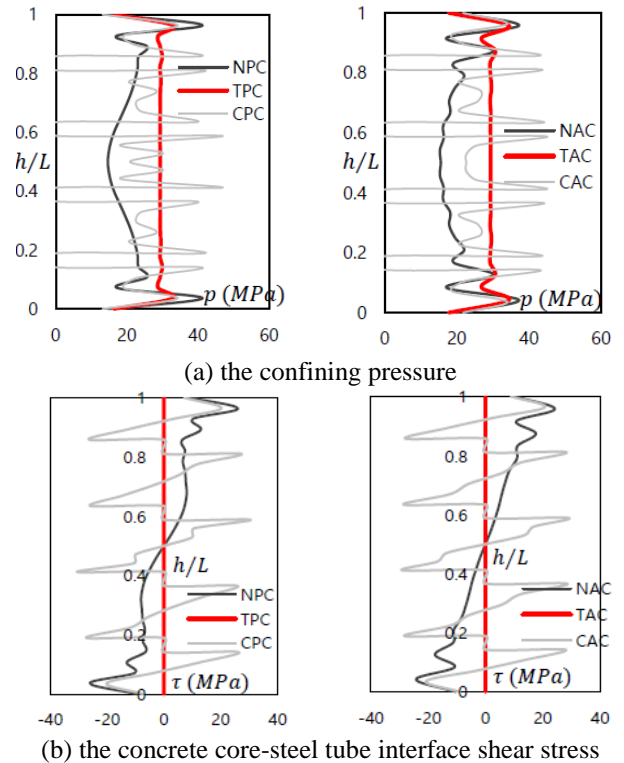 1
0.8
0.6
h/L
0.4
0.2
0
0 20 40 60
NPC
TPC
CPC
p (MPa)
1
0.8
0.6
h/L
0.4
0.2
0
0 20 40 60
NAC
TAC
CAC
p (MPa)
(a) the confining pressure
1
0.8
0.6
h/L
0.4
0.2
0
NPC
TPC
CPC
τ (MPa)
-40 -20 0 20 40
1
0.8
0.6
h/L
0.4
0.2
0
NAC
TAC
CAC
τ (MPa)
-40 -20 0 20 40
(b) the concrete core-steel tube interface shear stress